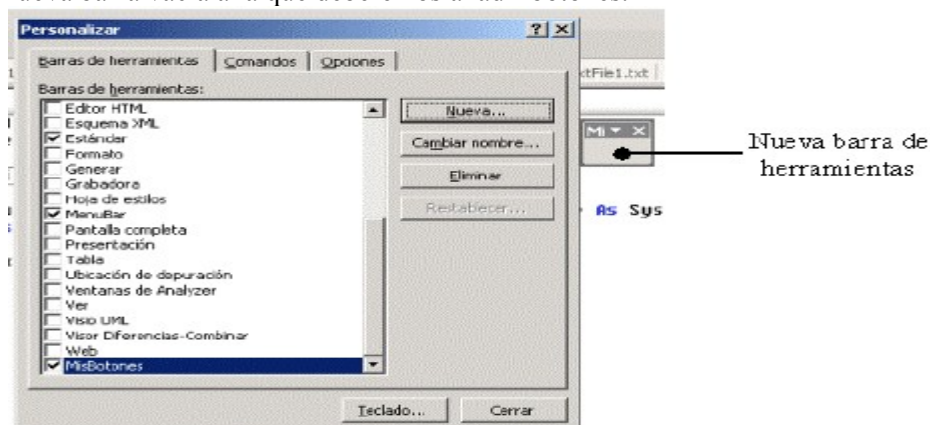 Personalizar
Barras de herramientas Comandos Opciones
Barras de herramientas:
Editor HTML
Esquema XML
Estándar
Formato
Generar
Grabadora
Hoja de estilos
MenuBar
Pantalla completa
Presentación
Tabla
Ubicación de depuración
Ventanas de Analyzer
Ver
Visio UML
Visor Diferencias-Combinar
Web
MisBotones
Nueva...
Cambiar nombre...
Eliminar
Restablecer...
Teclado... Cerrar
xtFile1.txt
Mi
As Sys
Nueva barra de
herramientas